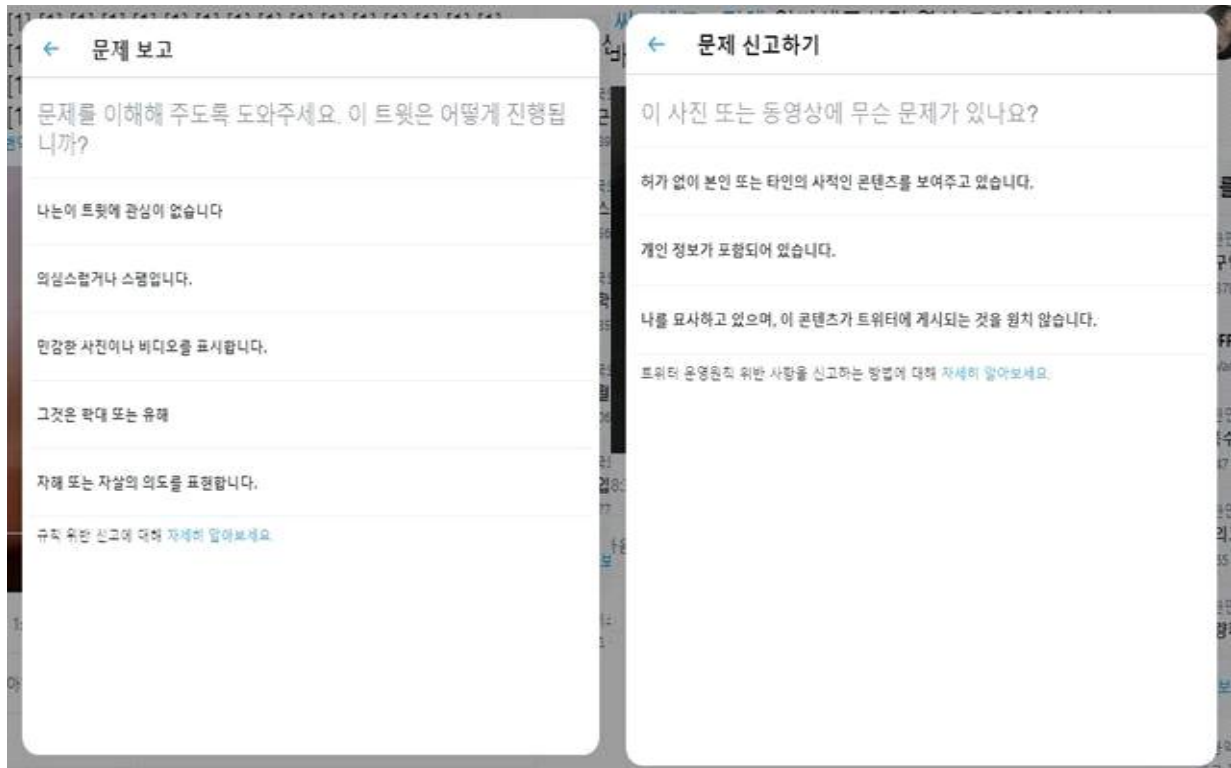 문제 보고
문제를 이해해 주도록 도와주세요. 이 트윗은 어떻게 진행됩
니까?
나는이 트윗에 관심이 없습니다
의심스럽거나 스팸입니다.
민감한 사진이나 비디오를 표시합니다.
그것은 학대 또는 유해
자해 또는 자살의 의도를 표현합니다.
규칙 위반 신고에 대해 자세히 알아보세요.
문제 신고하기
이 사진 또는 동영상에 무슨 문제가 있나요?
허가 없이 본인 또는 타인의 사적인 콘텐츠를 보여주고 있습니다.
개인 정보가 포함되어 있습니다.
나를 묘사하고 있으며, 이 콘텐츠가 트위터에 게시되는 것을 원치 않습니다.
트위터 운영원칙 위반 사항을 신고하는 방법에 대해 자세히 알아보세요.